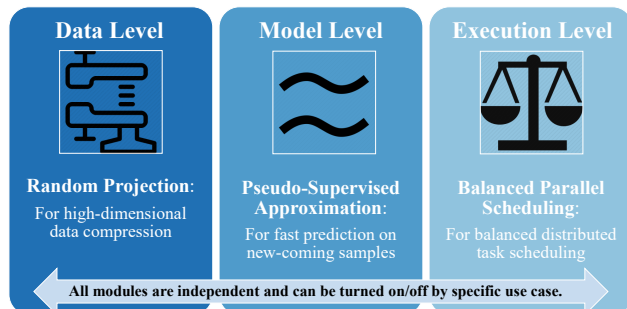 Data Level
Random Projection:
For high-dimensional
data compression
Model Level
Pseudo-Supervised
Approximation:
For fast prediction on
new-coming samples
Execution Level
Balanced Parallel
Scheduling:
For balanced distributed
task scheduling
All modules are independent and can be turned on/off by specific use case.